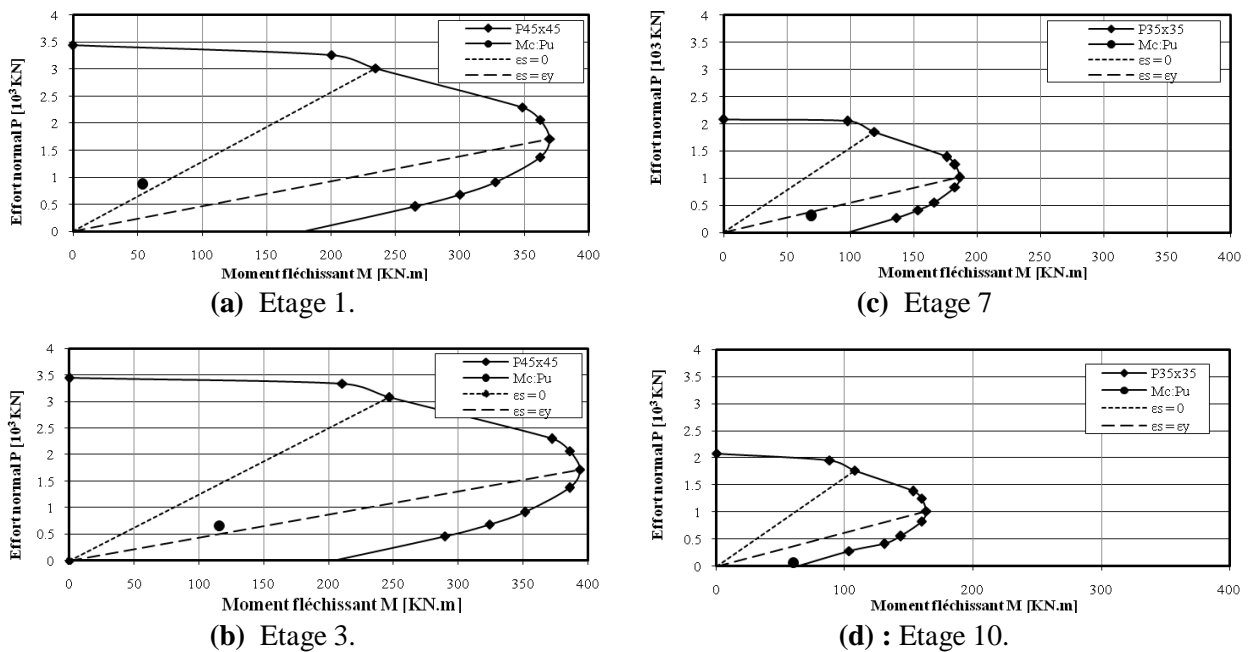 Effort normal P [10³ KN]
4
3.5
3
2.5
2
1.5
1
0.5
0
P45x45
Mc:Pu
εs = 0
εs = εy
0 50 100 150 200 250 300 350 400
Moment fléchissant M [KN.m]
(a) Etage 1.
Effort normal P [103 KN]
4
3.5
3
2.5
2
1.5
1
0.5
0
P35x35
Mc:Pu
εs = 0
εs = εy
0 50 100 150 200 250 300 350 400
Moment fléchissant M [KN.m]
(c) Etage 7
Effort normal P [10³ KN]
4
3.5
3
2.5
2
1.5
1
0.5
0
P45x45
Mc:Pu
εs = 0
εs = εy
0 50 100 150 200 250 300 350 400
Moment fléchissant M [KN.m]
(b) Etage 3.
Effort normal P [10³ KN]
4
3.5
3
2.5
2
1.5
1
0.5
0
P35x35
Mc:Pu
εs = 0
εs = εy
0 100 200 300 400
Moment fléchissant M [KN.m]
(d) : Etage 10.